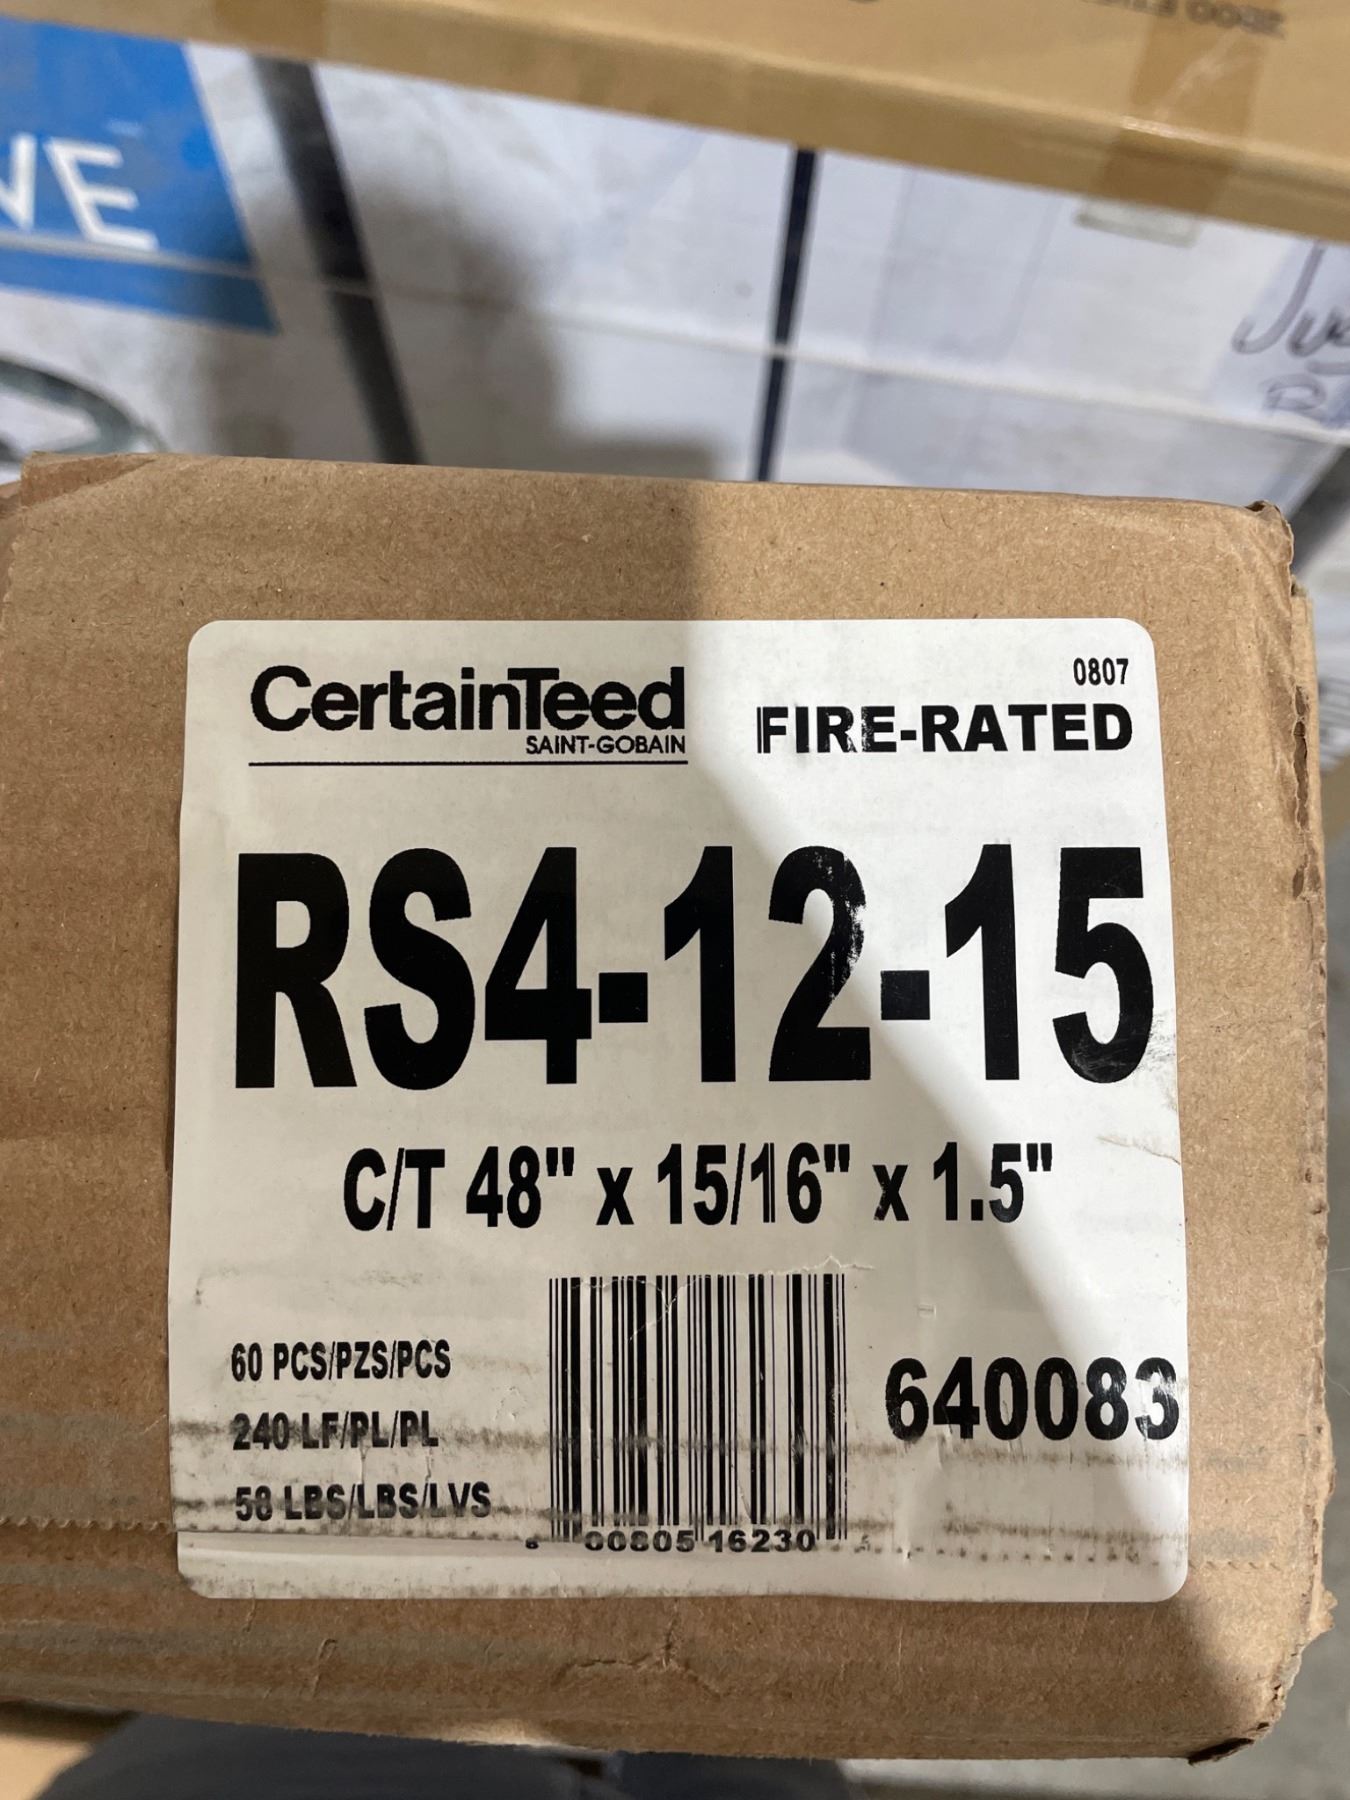 VE
CertainTeed
SAINT-GOBAIN
0807
FIRE-RATED
RS4-12-15
C/T 48" x 15/16" x 1.5"
60 PCS/PZS/PCS
240 LF/PL/PL
58 LBS/LBS/LVS
640083
00805 16230